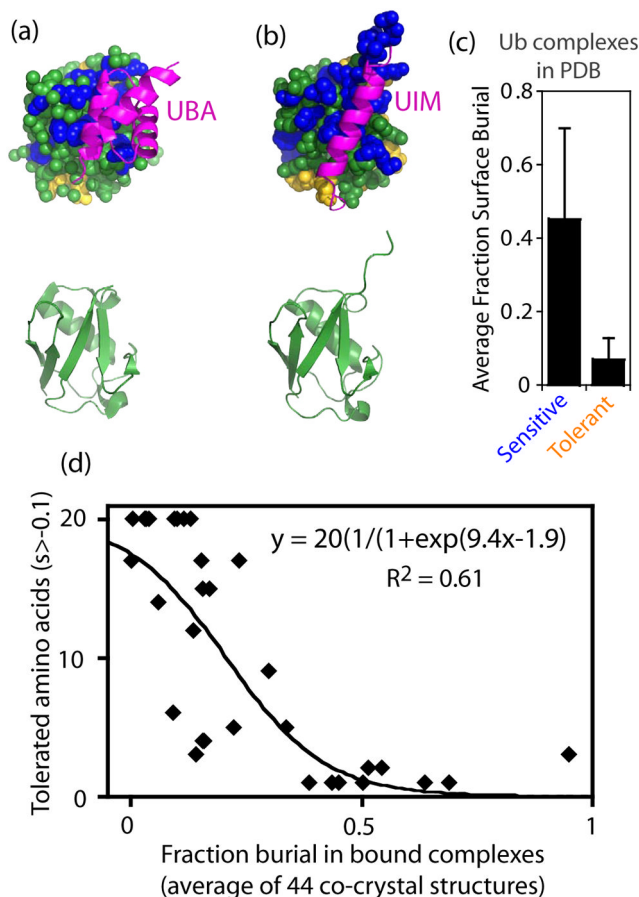 (a)
UBA
(b)
UIM
(c)
Ub complexes
in PDB
Average Fraction Surface Burial
0.8
0.6
0.4
0.2
0
Sensitive
Tolerant
(d)
Tolerated amino acids (s>-0.1)
20
10
0
y = 20(1/(1+exp(9.4x-1.9)
R2 = 0.61
0
0.5
1
Fraction burial in bound complexes
(average of 44 co-crystal structures)